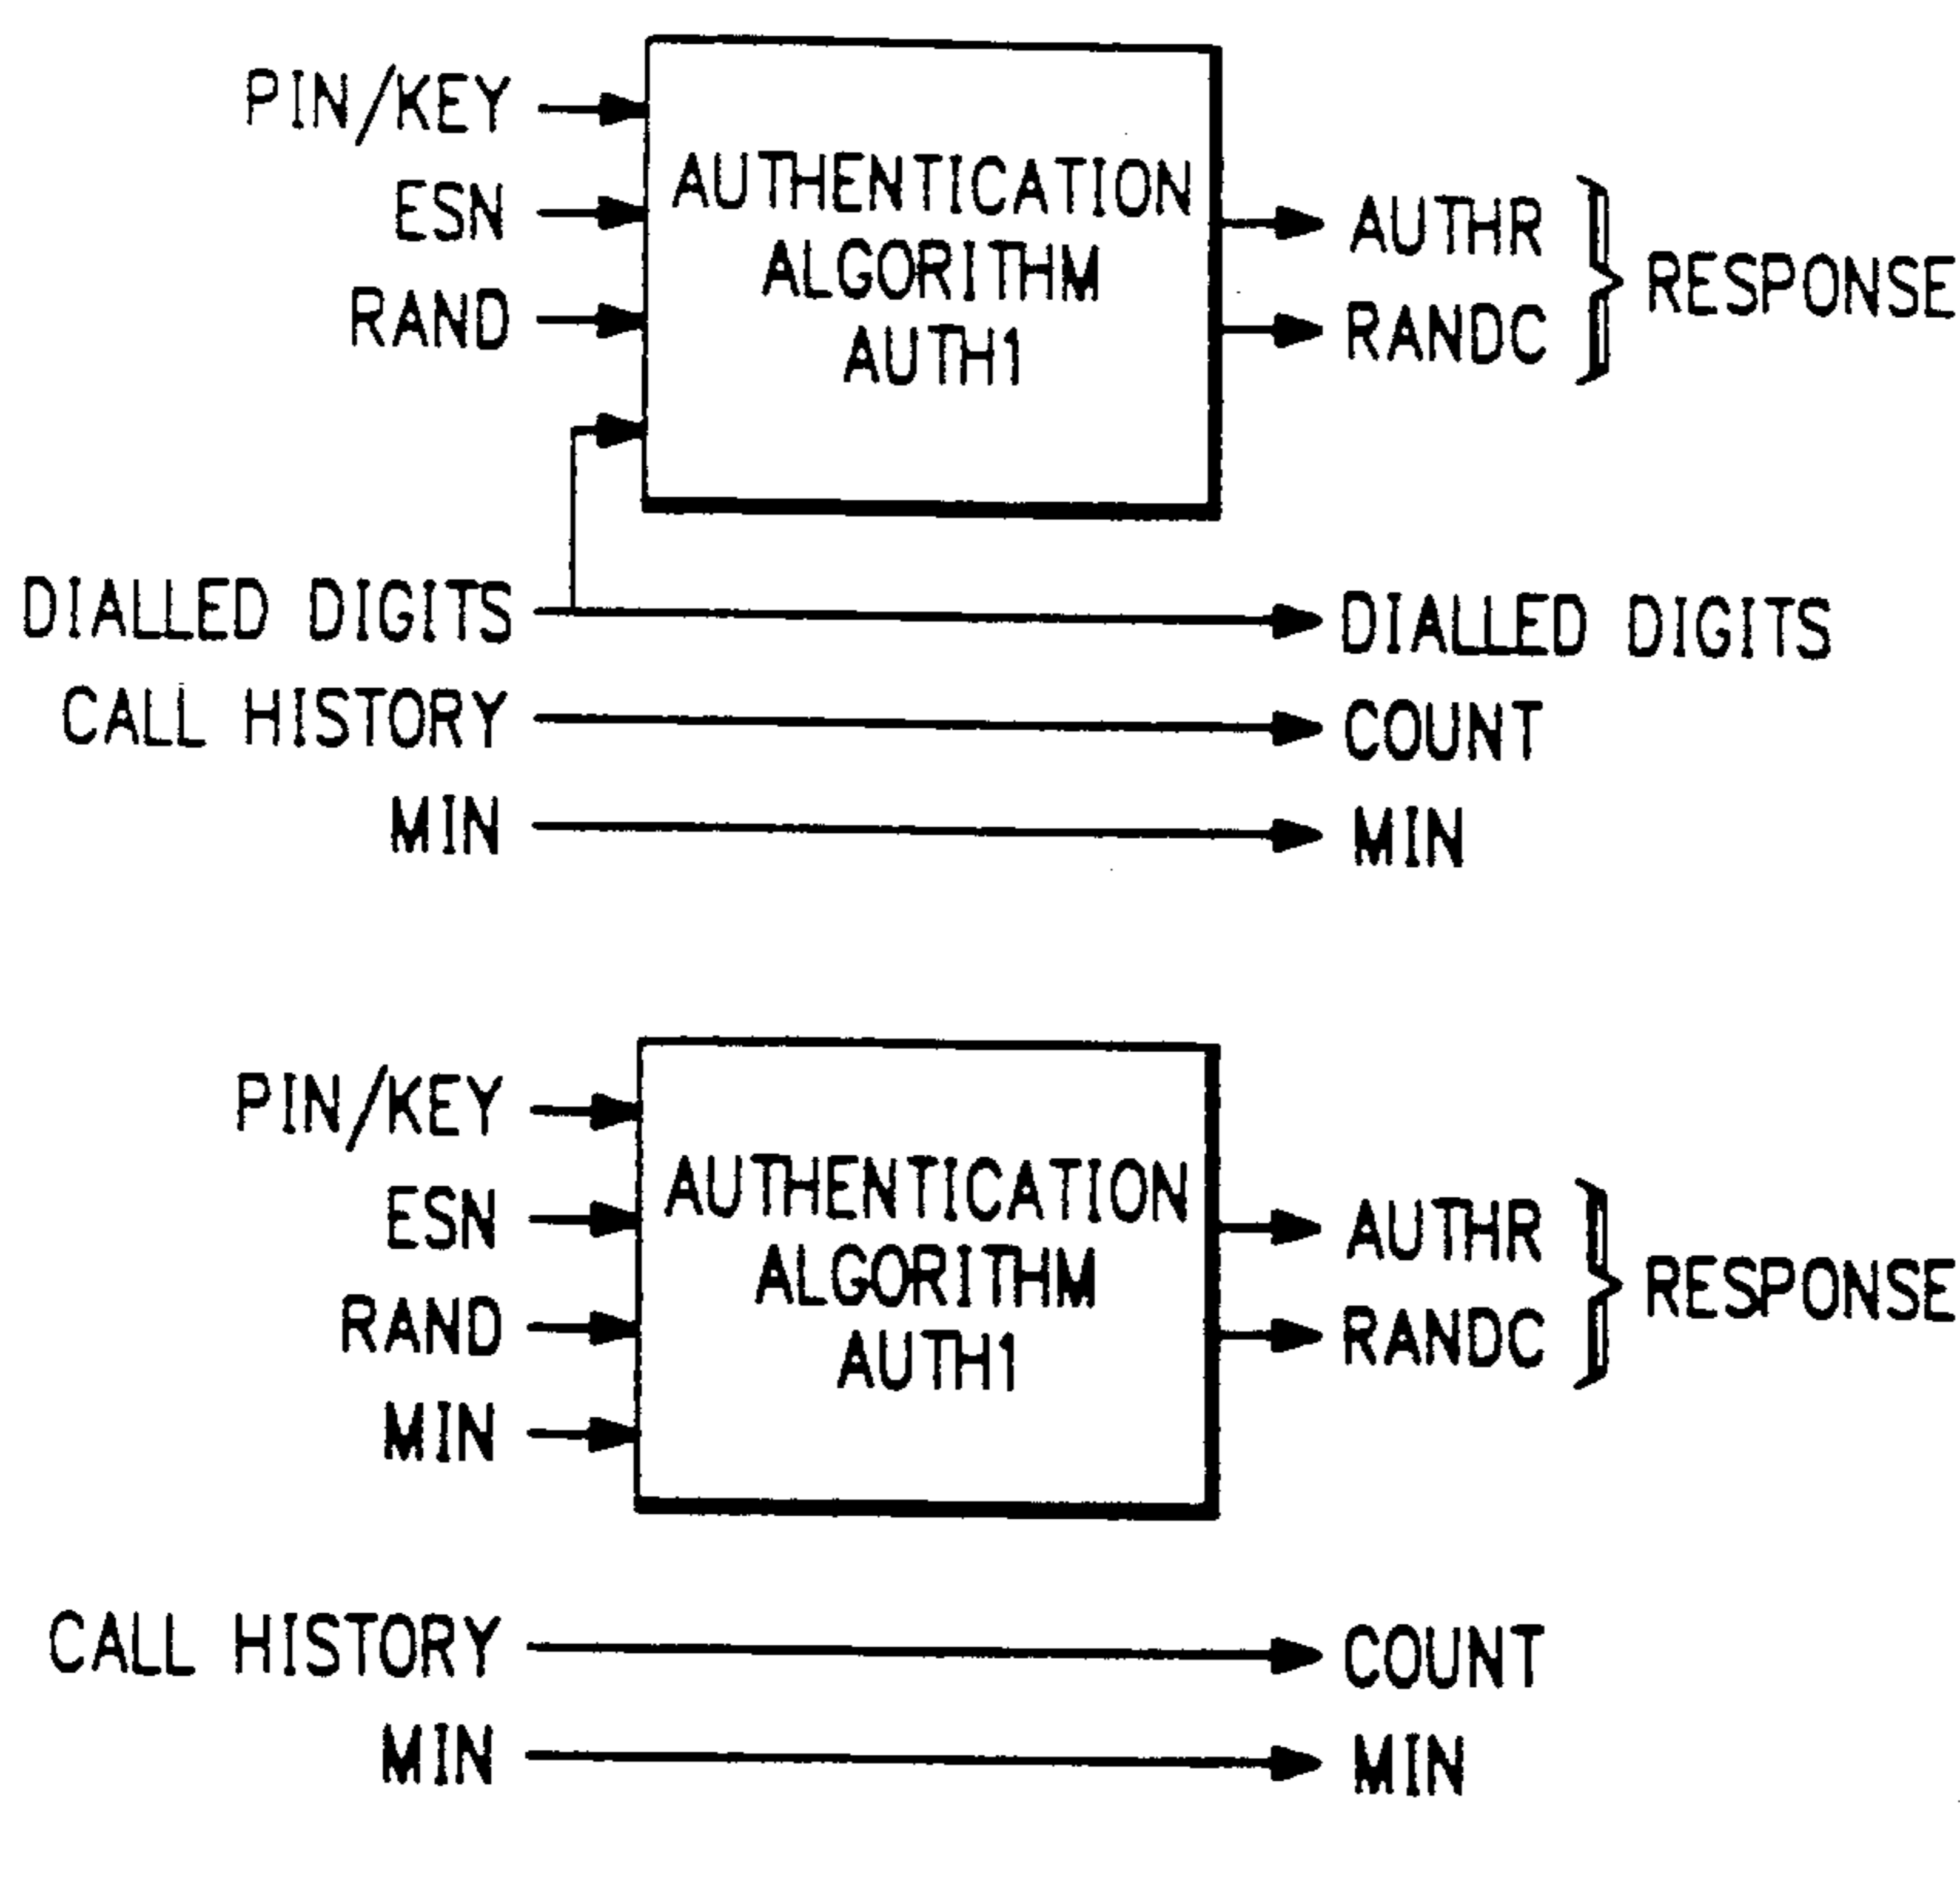 PIN/KEY
ESN
RAND
AUTHENTICATION
ALGORITHM
AUTH1
AUTHR
RANDC
RESPONSE
DIALLED DIGITS
DIALLED DIGITS
CALL HISTORY
COUNT
MIN
MIN
PIN/KEY
ESN
RAND
MIN
AUTHENTICATION
ALGORITHM
AUTH1
AUTHR
RANDC
RESPONSE
CALL HISTORY
COUNT
MIN
MIN